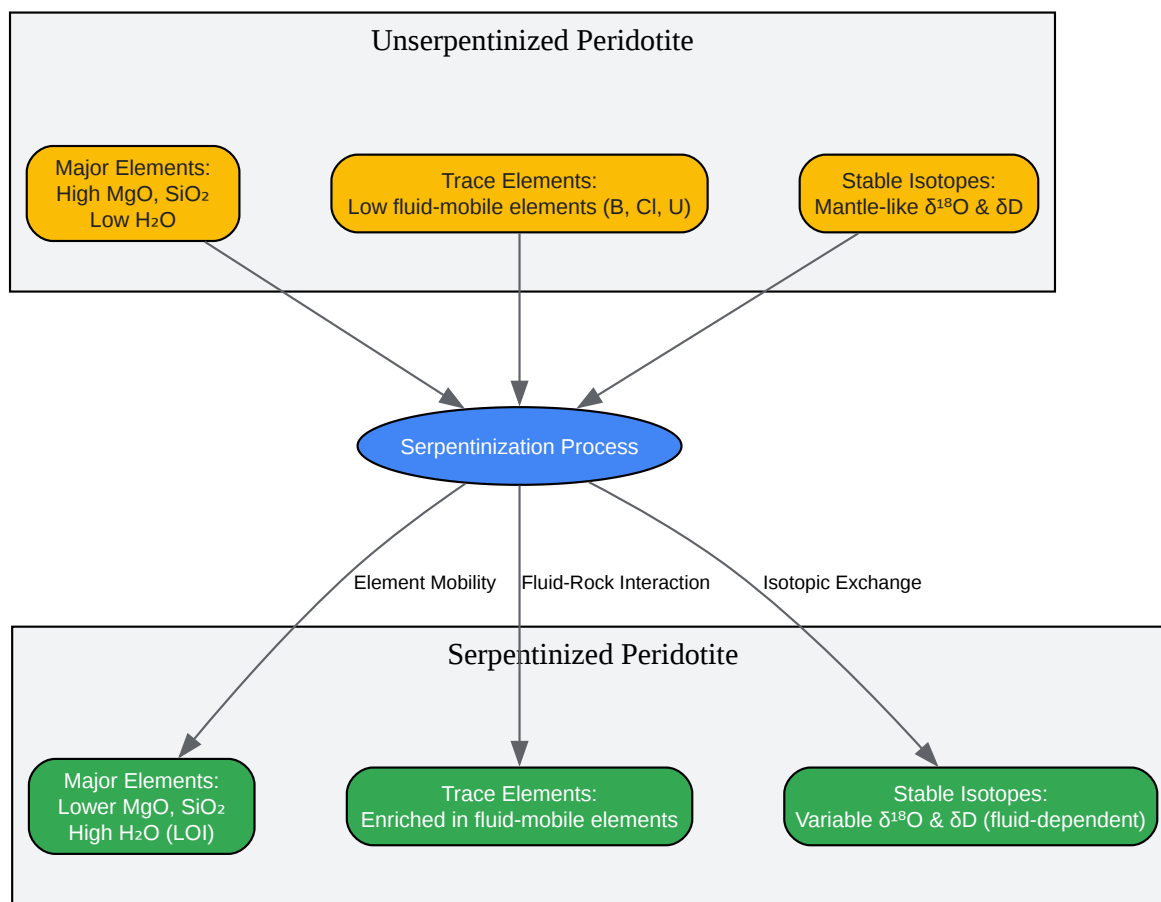 Unserpentinized Peridotite
Major Elements:
High MgO, SiO₂
Low H₂O
Trace Elements:
Low fluid-mobile elements (B, Cl, U)
Stable Isotopes:
Mantle-like δ¹⁸O & δD
Serpentinization Process
Element Mobility
Fluid-Rock Interaction
Isotopic Exchange
Serpentinized Peridotite
Major Elements:
Lower MgO, SiO₂
High H₂O (LOI)
Trace Elements:
Enriched in fluid-mobile elements
Stable Isotopes:
Variable δ¹⁸O & δD (fluid-dependent)